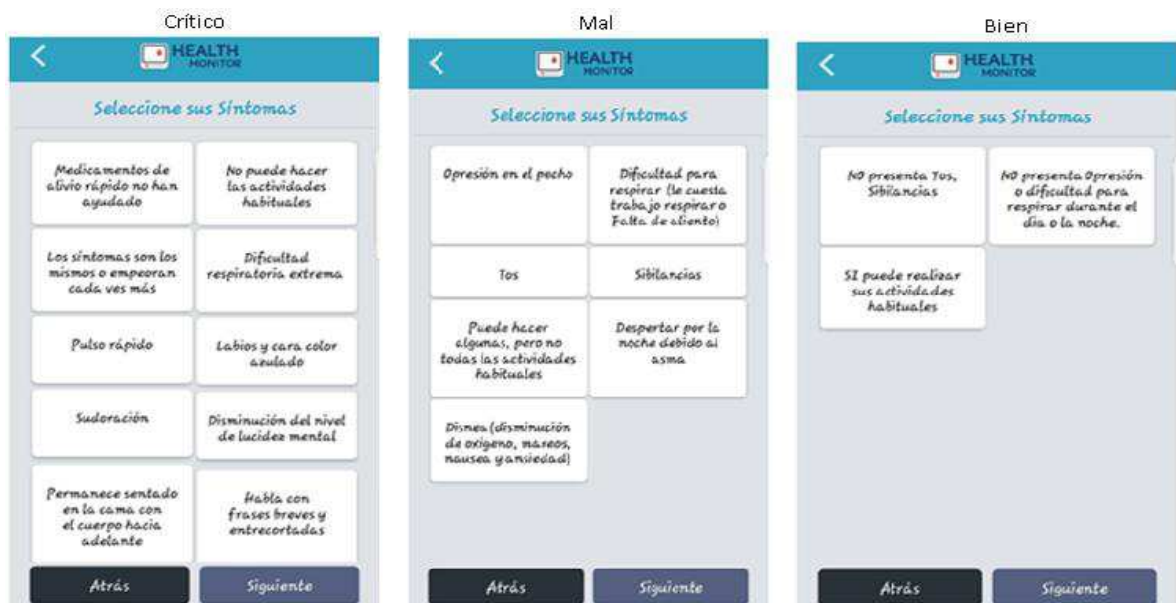 Crítico
HEALTH
MONITOR
Seleccione sus Síntomas
Medicamentos de
alivio rápido no han
ayudado
No puede hacer
las actividades
habituales
Los síntomas son los
mismos o empeoran
cada ves más
Dificultad
respiratoria extrema
Pulso rápido
Labios y cara color
azulado
Sudoración
Disminución del nivel
de lucidez mental
Permanece sentado
en la cama con
el cuerpo hacia
adelante
Habla con
frases breves y
entrecortadas
Atrás
Siguiente
Mal
HEALTH
MONITOR
Seleccione sus Síntomas
Opresión en el pecho
Dificultad para
respirar (le cuesta
trabajo respirar o
Falta de aliento)
Tos
Sibilancias
Puede hacer
algunas, pero no
todas las actividades
habituales
Despertar por la
noche debido al
asma
Disnea (disminución
de oxígeno, mareos,
nausea y ansiedad)
Atrás
Siguiente
Bien
HEALTH
MONITOR
Seleccione sus Síntomas
NO presenta Tos,
Sibilancias
NO presenta Opresión
o dificultad para
respirar durante el
día o la noche.
SI puede realizar
sus actividades
habituales
Atrás
Siguiente